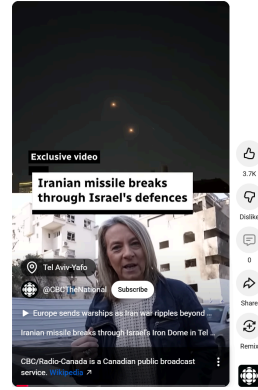 Exclusive video
Iranian missile breaks
through Israel's defences
3.7K
Dislike
0
Share
Remix
Tel Aviv-Yafo
@CBCTheNational
Subscribe
Europe sends warships as Iran war ripples beyond ...
Iranian missile breaks through Israel's Iron Dome in Tel ...
CBC/Radio-Canada is a Canadian public broadcast
service. Wikipedia